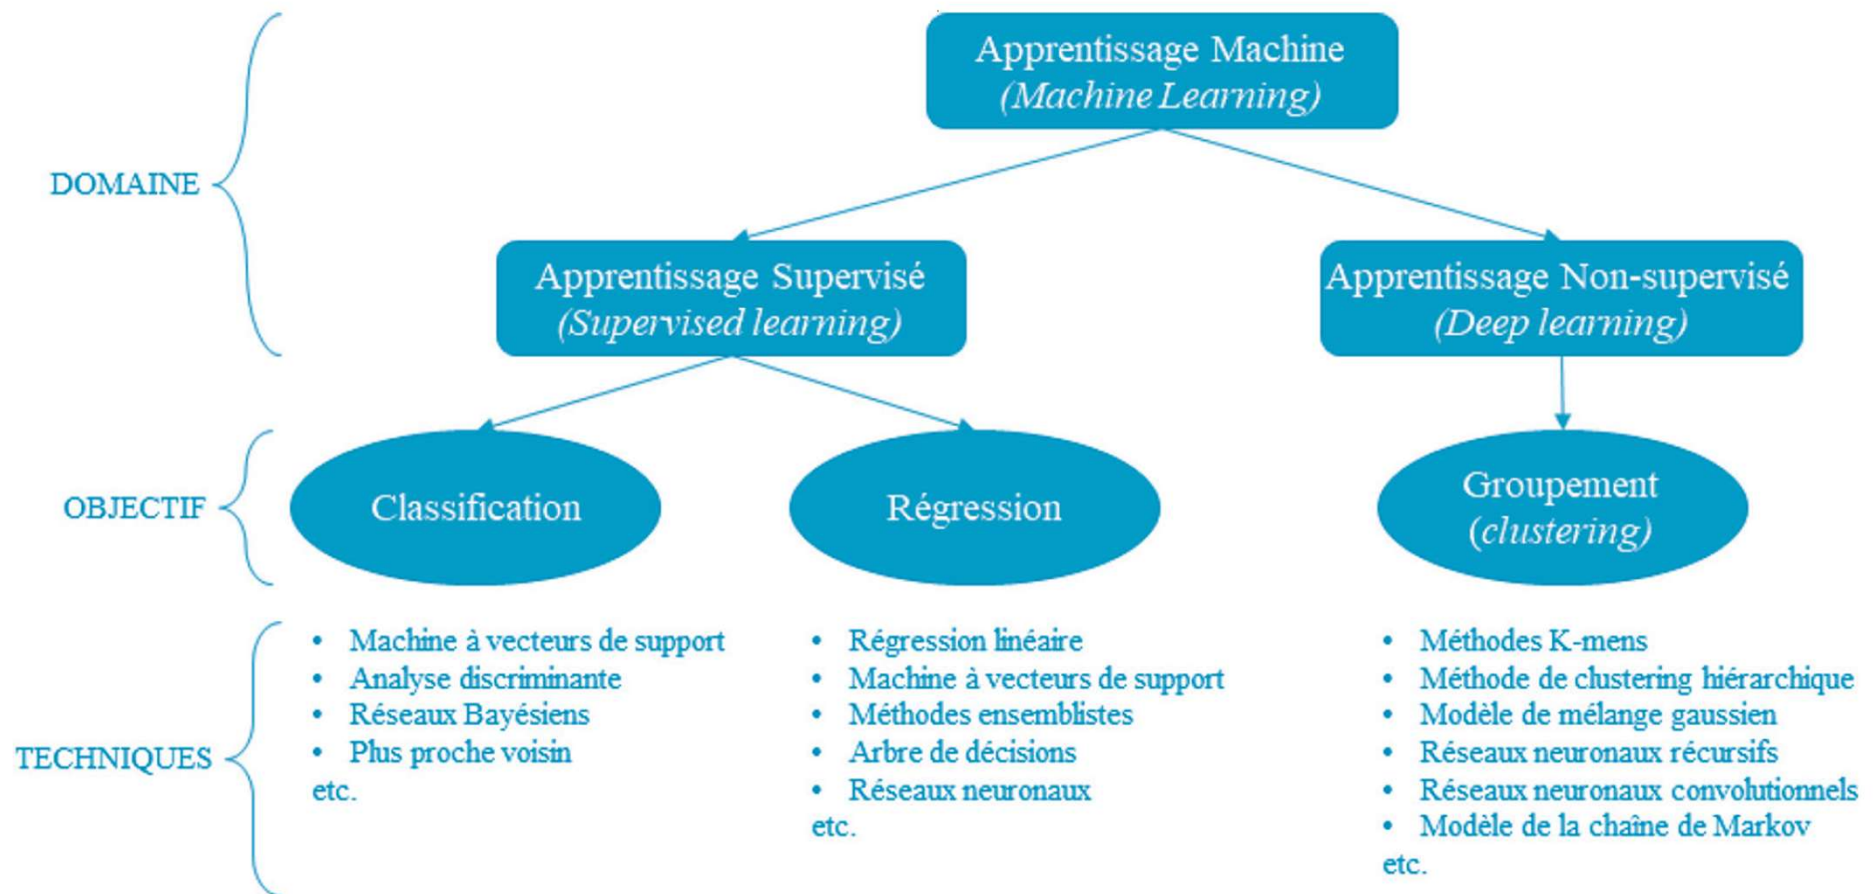 Apprentissage Machine
(Machine Learning)
DOMAINE
Apprentissage Supervisé
(Supervised learning)
Apprentissage Non-supervisé
(Deep learning)
OBJECTIF
Classification
Régression
Groupement
(clustering)
TECHNIQUES
• Machine à vecteurs de support
• Analyse discriminante
• Réseaux Bayésiens
• Plus proche voisin
etc.
• Régression linéaire
• Machine à vecteurs de support
• Méthodes ensemblistes
• Arbre de décisions
• Réseaux neuronaux
etc.
• Méthodes K-mens
• Méthode de clustering hiérarchique
• Modèle de mélange gaussien
• Réseaux neuronaux récursifs
• Réseaux neuronaux convolutionnels
• Modèle de la chaîne de Markov
etc.